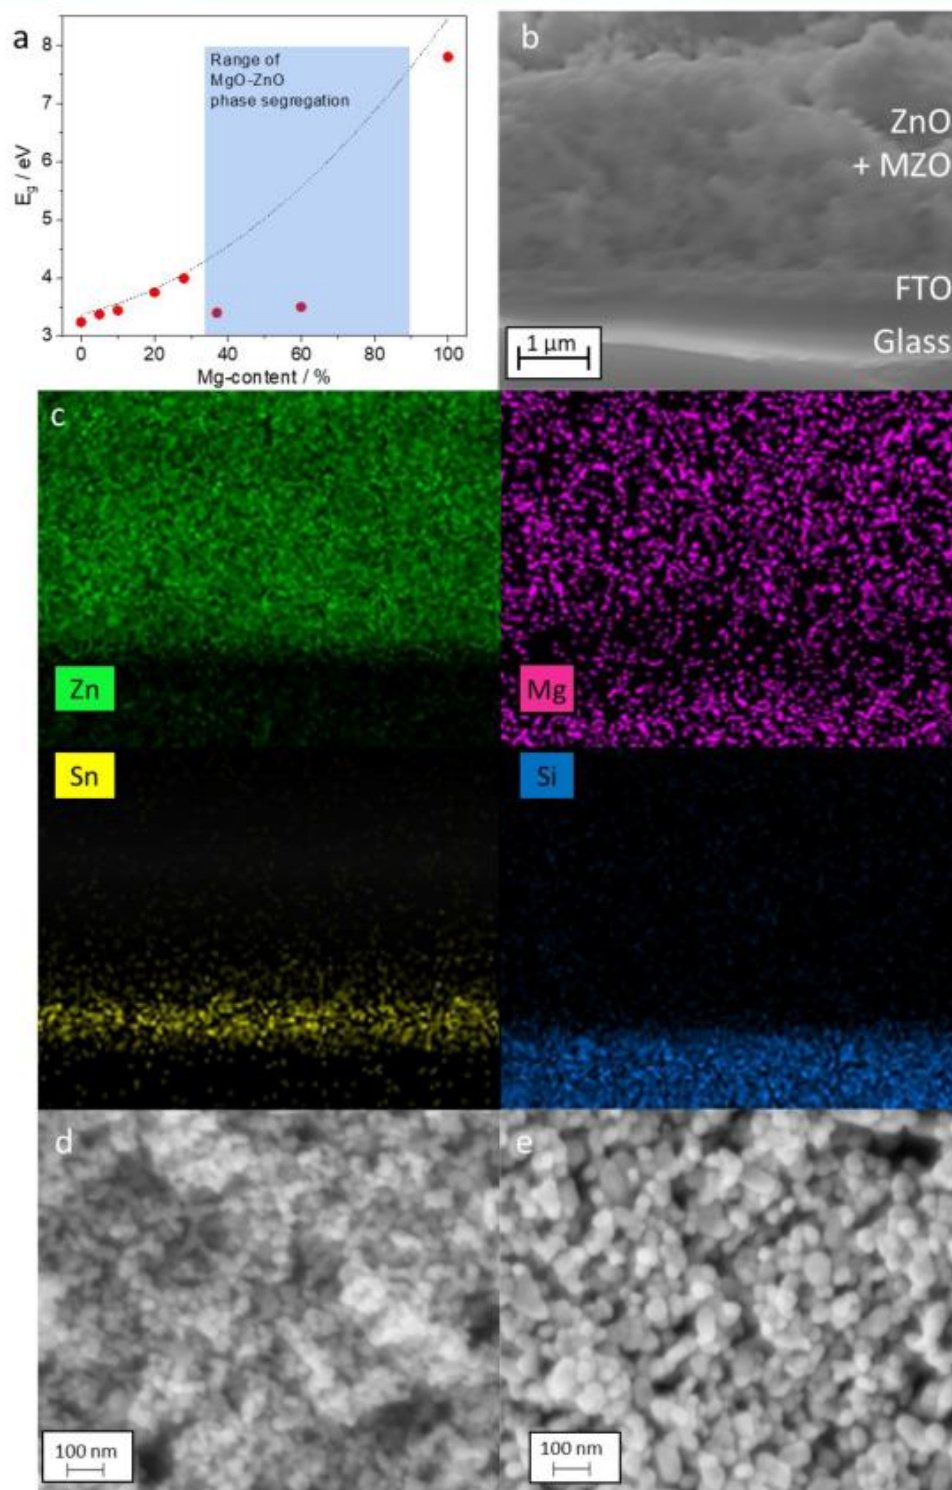 a
8
7
6
5
4
3
E_g / eV
Range of
MgO-ZnO
phase segregation
0
20
40
60
80
100
Mg-content / %
b
ZnO
+ MZO
FTO
Glass
1 µm
c
Zn
Mg
Sn
Si
d
100 nm
e
100 nm